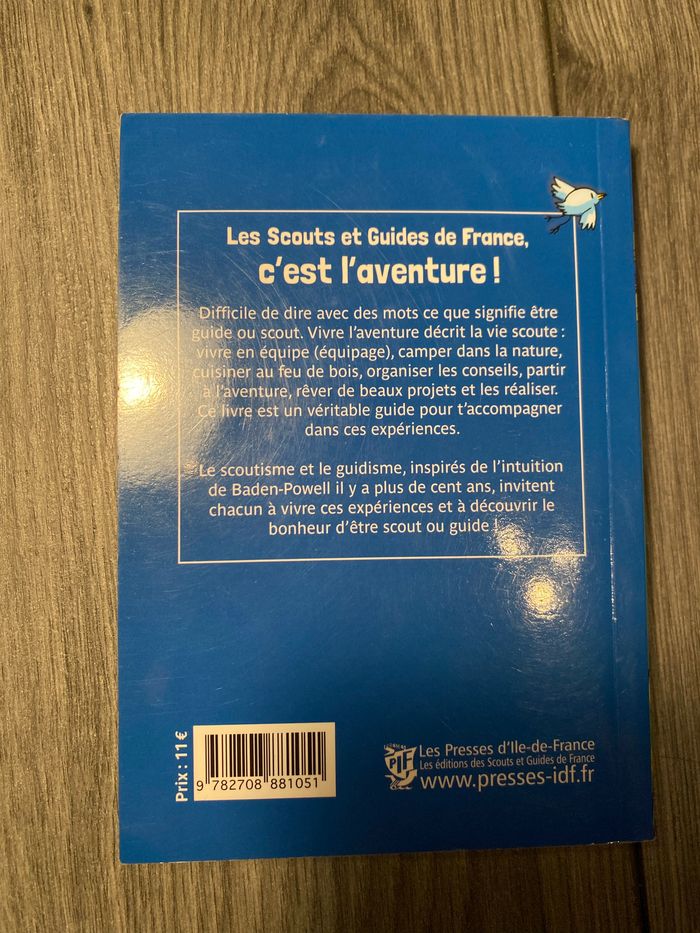 Les Scouts et Guides de France,
c'est l'aventure !
Difficile de dire avec des mots ce que signifie être
guide ou scout. Vivre l'aventure décrit la vie scoute :
vivre en équipe (équipage), camper dans la nature,
cuisiner au feu de bois, organiser les conseils, partir
à l'aventure, rêver de beaux projets et les réaliser.
Ce livre est un véritable guide pour t'accompagner
dans ces expériences.
Le scoutisme et le guidisme, inspirés de l'intuition
de Baden-Powell il y a plus de cent ans, invitent
chacun à vivre ces expériences et à découvrir le
bonheur d'être scout ou guide !
Prix : 11 €
9 782708 881051
PIF
Les Presses d'Ile-de-France
Les éditions des Scouts et Guides de France
www.presses-idf.fr